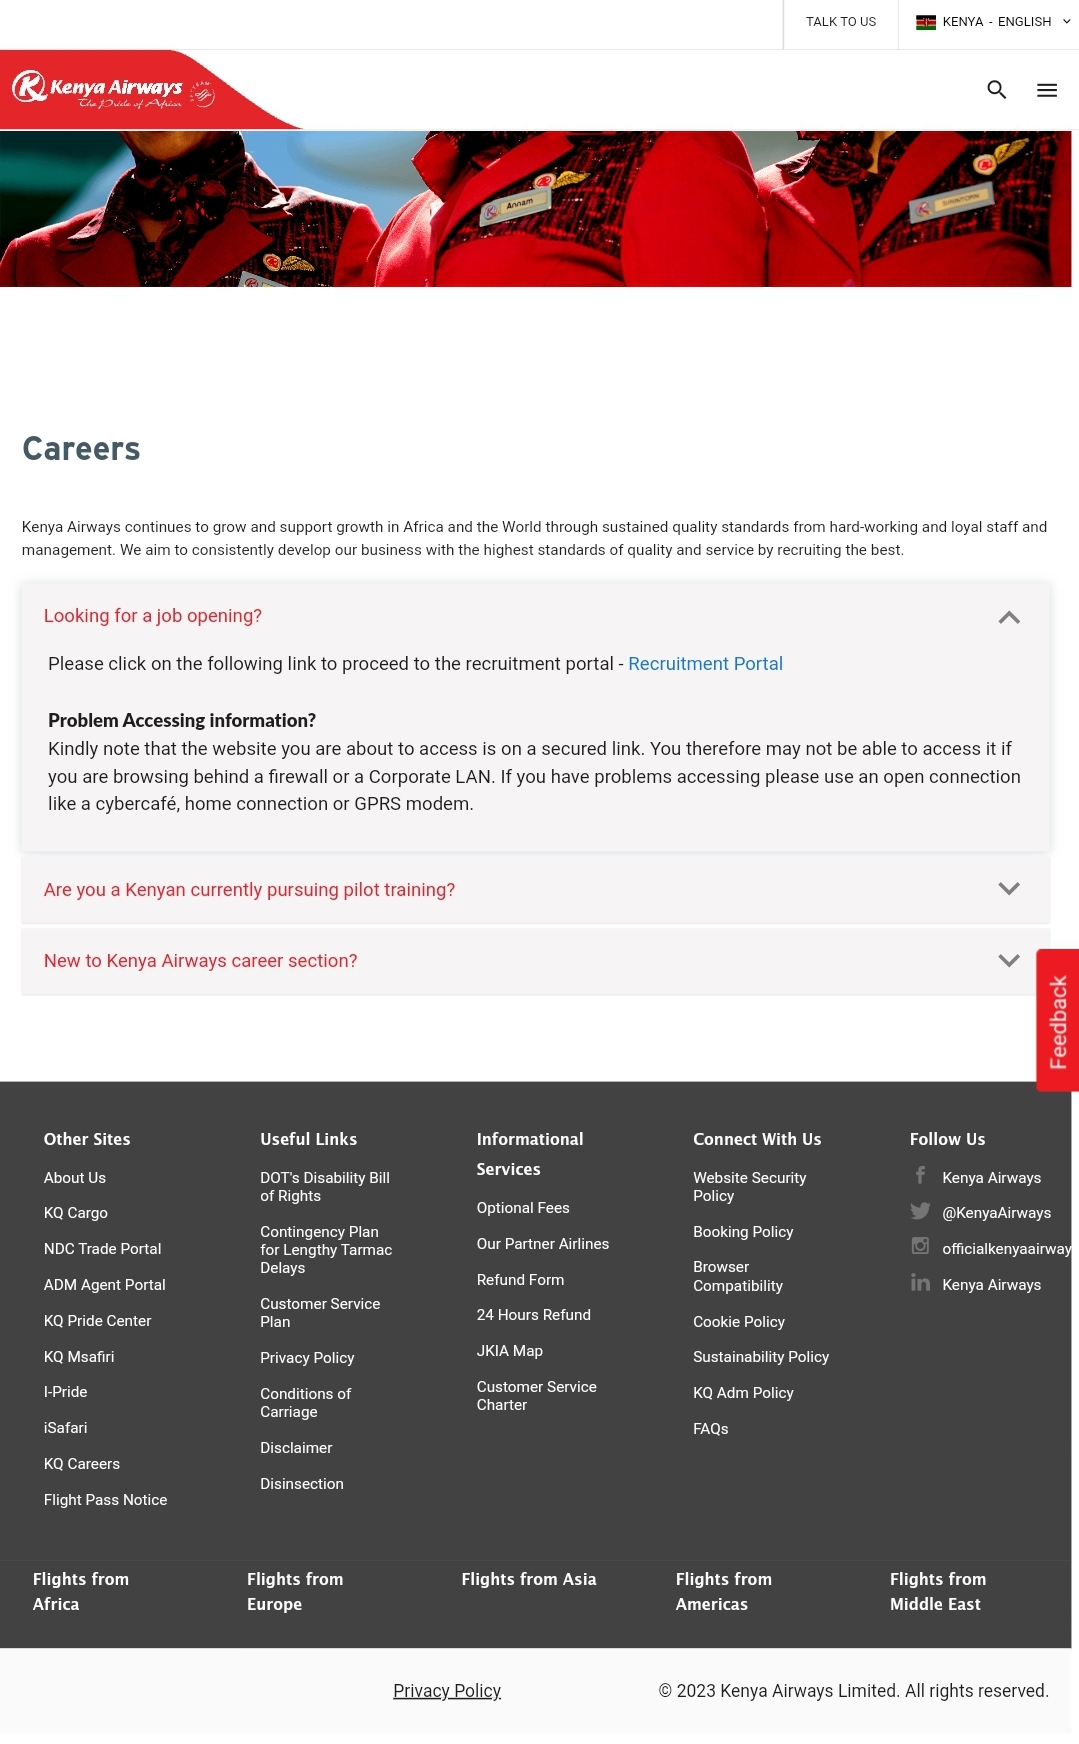 TALK TO US
KENYA - ENGLISH
Kenya Airways
The Pride of Africa
Annam
Careers
Kenya Airways continues to grow and support growth in Africa and the World through sustained quality standards from hard-working and loyal staff and
management. We aim to consistently develop our business with the highest standards of quality and service by recruiting the best.
Looking for a job opening?
Please click on the following link to proceed to the recruitment portal - Recruitment Portal
Problem Accessing information?
Kindly note that the website you are about to access is on a secured link. You therefore may not be able to access it if
you are browsing behind a firewall or a Corporate LAN. If you have problems accessing please use an open connection
like a cybercafé, home connection or GPRS modem.
Are you a Kenyan currently pursuing pilot training?
New to Kenya Airways career section?
Feedback
Other Sites
About Us
KQ Cargo
NDC Trade Portal
ADM Agent Portal
KQ Pride Center
KQ Msafiri
I-Pride
iSafari
KQ Careers
Flight Pass Notice
Useful Links
DOT's Disability Bill
of Rights
Contingency Plan
for Lengthy Tarmac
Delays
Customer Service
Plan
Privacy Policy
Conditions of
Carriage
Disclaimer
Disinsection
Informational
Services
Optional Fees
Our Partner Airlines
Refund Form
24 Hours Refund
JKIA Map
Customer Service
Charter
Connect With Us
Website Security
Policy
Booking Policy
Browser
Compatibility
Cookie Policy
Sustainability Policy
KQ Adm Policy
FAQs
Follow Us
Kenya Airways
@KenyaAirways
officialkenyaairway
Kenya Airways
Flights from
Africa
Flights from
Europe
Flights from Asia
Flights from
Americas
Flights from
Middle East
Privacy Policy
© 2023 Kenya Airways Limited. All rights reserved.